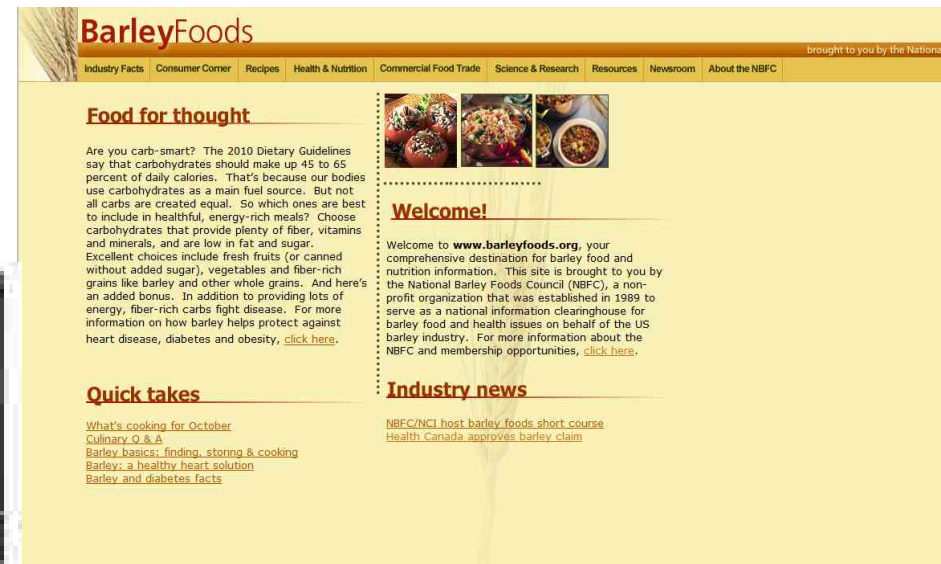 BarleyFoods
brought to you by the Nationa
Industry Facts Consumer Corner Recipes Health & Nutrition Commercial Food Trade Science & Research Resources Newsroom About the NBFC
Food for thought
Are you carb-smart? The 2010 Dietary Guidelines
say that carbohydrates should make up 45 to 65
percent of daily calories. That's because our bodies
use carbohydrates as a main fuel source. But not
all carbs are created equal. So which ones are best
to include in healthful, energy-rich meals? Choose
carbohydrates that provide plenty of fiber, vitamins
and minerals, and are low in fat and sugar.
Excellent choices include fresh fruits (or canned
without added sugar), vegetables and fiber-rich
grains like barley and other whole grains. And here's
an added bonus. In addition to providing lots of
energy, fiber-rich carbs fight disease. For more
information on how barley helps protect against
heart disease, diabetes and obesity, click here.
Quick takes
What's cooking for October
Culinary Q & A
Barley basics: finding, storing & cooking
Barley: a healthy heart solution
Barley and diabetes facts
Welcome!
Welcome to www.barleyfoods.org, your
comprehensive destination for barley food and
nutrition information. This site is brought to you by
the National Barley Foods Council (NBFC), a non-
profit organization that was established in 1989 to
serve as a national information clearinghouse for
barley food and health issues on behalf of the US
barley industry. For more information about the
NBFC and membership opportunities, click here.
Industry news
NBFC/NCI host barley foods short course
Health Canada approves barley claim